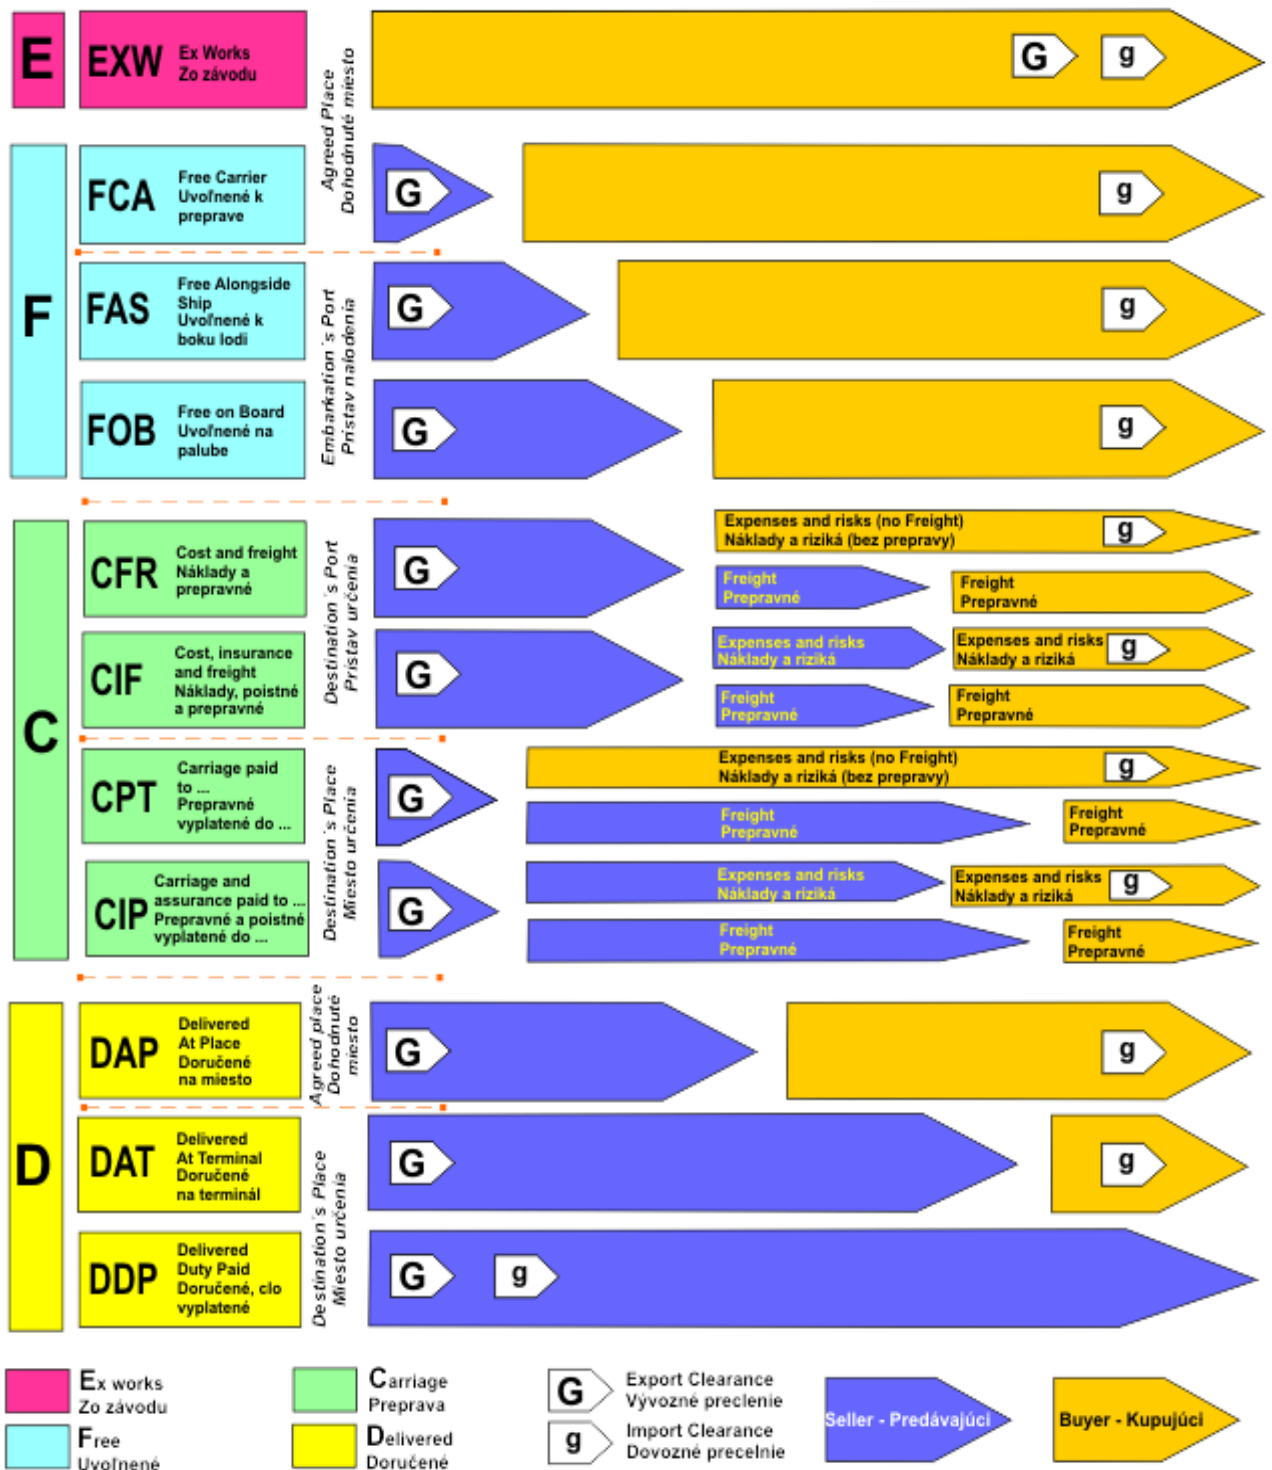 E
EXW
Ex Works
Zo závodu
Agreed Place
Dohodnuté miesto
G
g
F
FCA
Free Carrier
Uvoľnené k
preprave
G
g
FAS
Free Alongside
Ship
Uvoľnené k
boku lodi
Embarkation´s Port
Prístav nalodenia
G
g
FOB
Free on Board
Uvoľnené na
palube
G
g
C
CFR
Cost and freight
Náklady a
prepravné
Destination´s Port
Prístav určenia
G
Expenses and risks (no Freight)
Náklady a riziká (bez prepravy)
g
Freight
Prepravné
Freight
Prepravné
CIF
Cost, insurance
and freight
Náklady, poistné
a prepravné
G
Expenses and risks
Náklady a riziká
Expenses and risks
Náklady a riziká
g
Freight
Prepravné
Freight
Prepravné
CPT
Carriage paid
to ...
Prepravné
vyplatené do ...
Destination´s Place
Miesto určenia
G
Expenses and risks (no Freight)
Náklady a riziká (bez prepravy)
g
Freight
Prepravné
Freight
Prepravné
CIP
Carriage and
assurance paid to ...
Prepravné a poistné
vyplatené do ...
G
Expenses and risks
Náklady a riziká
Expenses and risks
Náklady a riziká
g
Freight
Prepravné
Freight
Prepravné
D
DAP
Delivered
At Place
Doručené
na miesto
Agreed place
Dohodnuté
miesto
G
g
DAT
Delivered
At Terminal
Doručené
na terminál
Destination´s Place
Miesto určenia
G
g
DDP
Delivered
Duty Paid
Doručené, clo
vyplatené
G
g
Ex works
Zo závodu
Free
Uvoľnené
Carriage
Preprava
Delivered
Doručené
G
Export Clearance
Vývozné preclenie
g
Import Clearance
Dovozné precelnie
Seller - Predávajúci
Buyer - Kupujúci